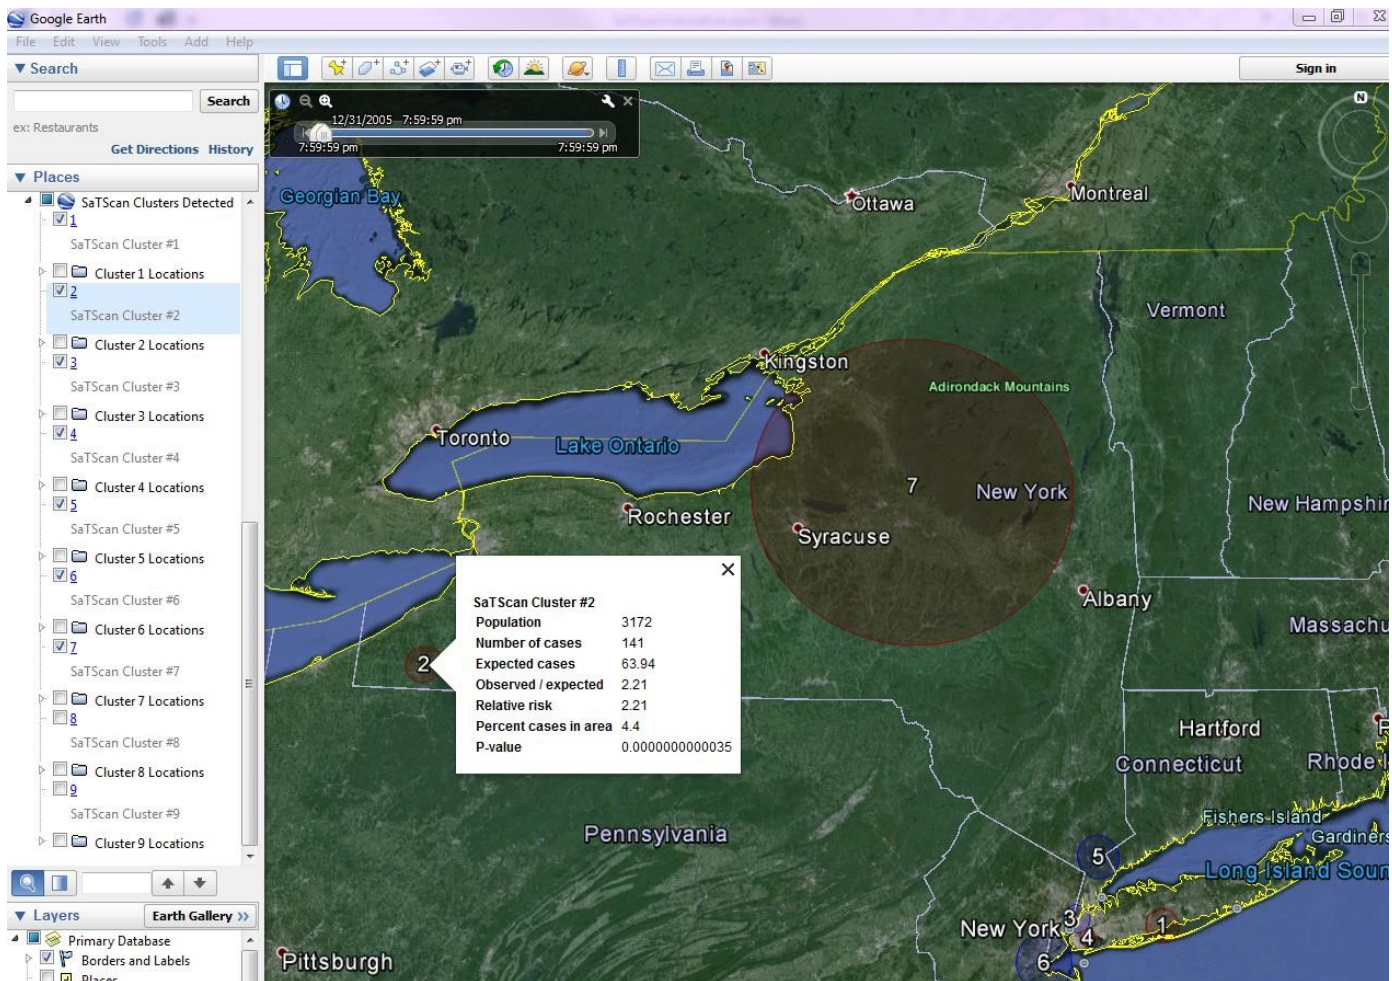 Google Earth
File Edit View Tools Add Help
Search
Search
ex: Restaurants
Get Directions History
Places
SaTScan Clusters Detected
1
SaTScan Cluster #1
Cluster 1 Locations
2
SaTScan Cluster #2
Cluster 2 Locations
3
SaTScan Cluster #3
Cluster 3 Locations
4
SaTScan Cluster #4
Cluster 4 Locations
5
SaTScan Cluster #5
Cluster 5 Locations
6
SaTScan Cluster #6
Cluster 6 Locations
7
SaTScan Cluster #7
Cluster 7 Locations
8
SaTScan Cluster #8
Cluster 8 Locations
9
SaTScan Cluster #9
Cluster 9 Locations
Layers
Earth Gallery »
Primary Database
Borders and Labels
Places
Sign in
12/31/2005 7:59:59 pm
7:59:59 pm 7:59:59 pm
N
Georgian Bay
Ottawa
Montreal
Vermont
Kingston
Adirondack Mountains
Toronto
Lake Ontario
7
New York
New Hampshir
Rochester
Syracuse
Albany
Massachu
2
SaTScan Cluster #2
Population 3172
Number of cases 141
Expected cases 63.94
Observed / expected 2.21
Relative risk 2.21
Percent cases in area 4.4
P-value 0.0000000000035
Hartford
P
Connecticut
Rhode I
Pennsylvania
Fishers Island
Gardiners
5
Long Island Soun
3
New York
1
4
6
Pittsburgh